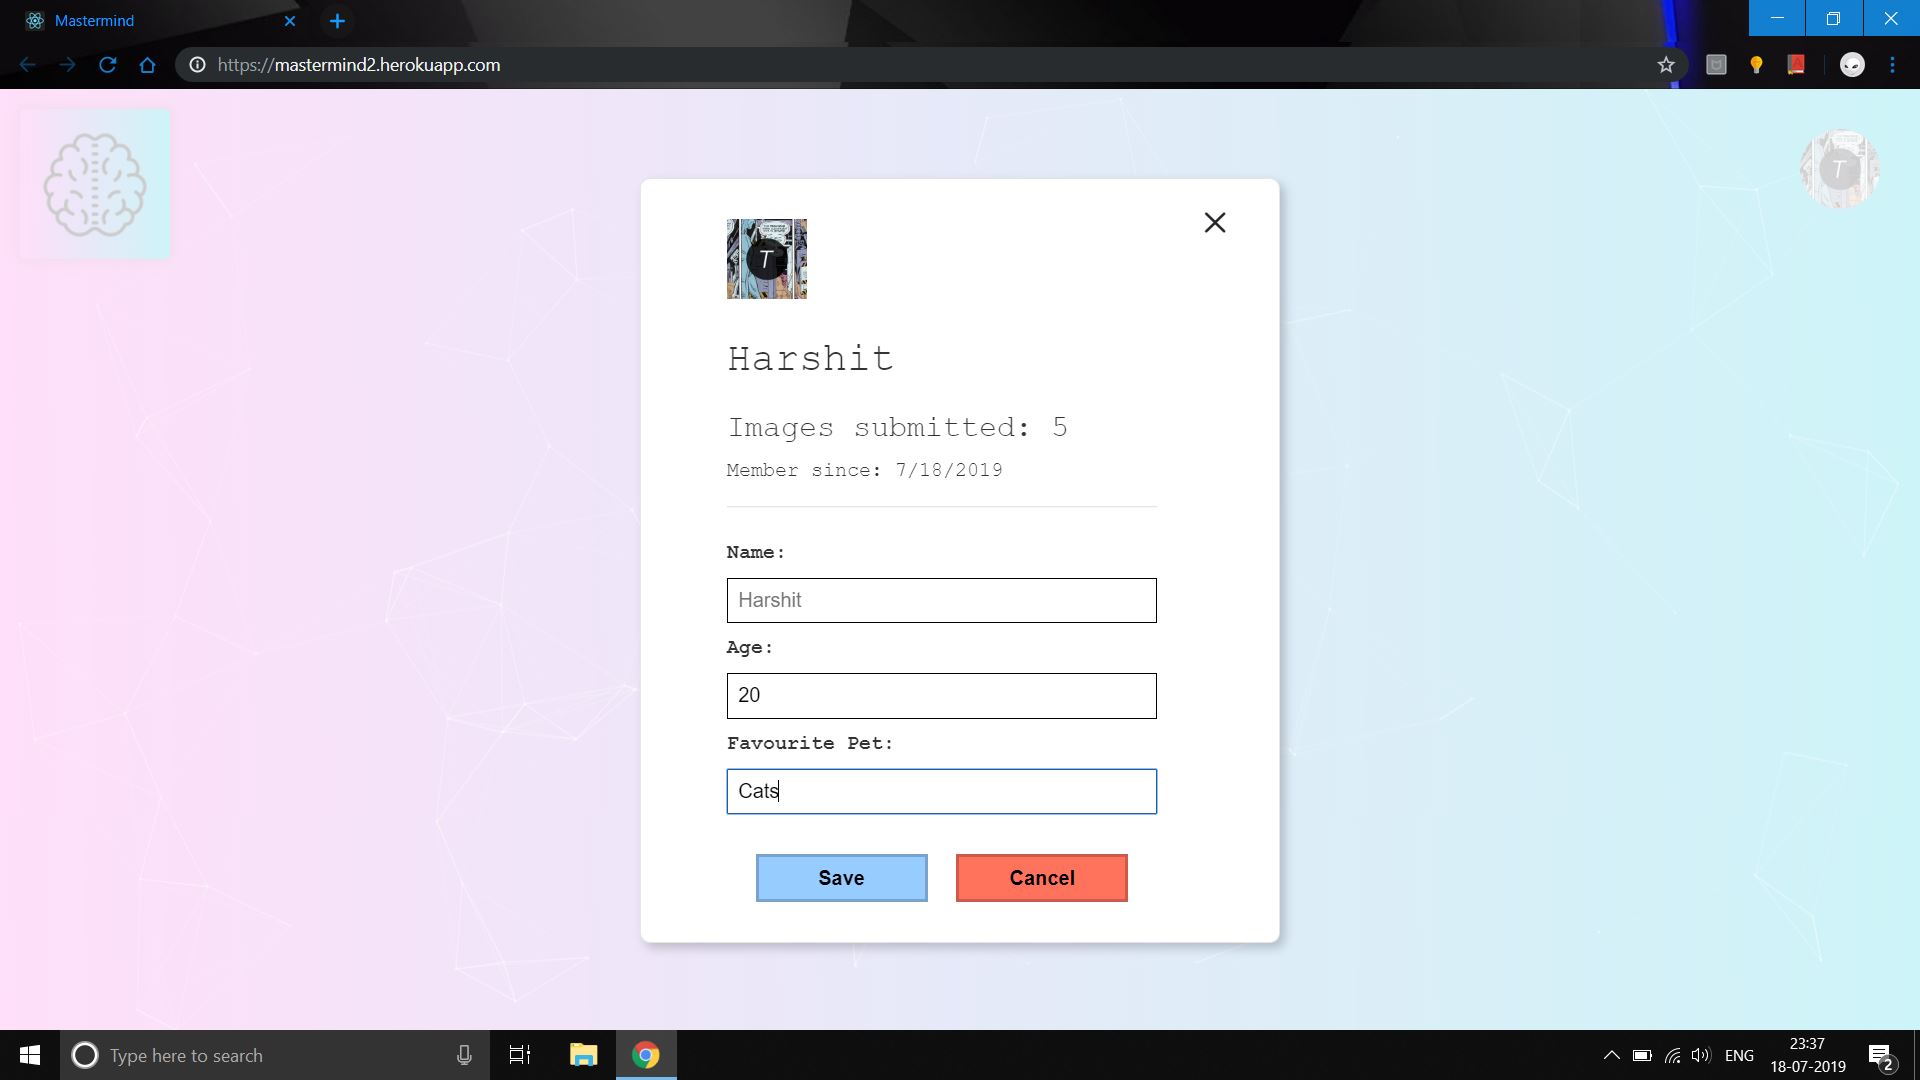 Mastermind
https://mastermind2.herokuapp.com
T
T
Harshit
Images submitted: 5
Member since: 7/18/2019
Name:
Harshit
Age:
20
Favourite Pet:
Cats
Save
Cancel
Type here to search
ENG
23:37
18-07-2019
2